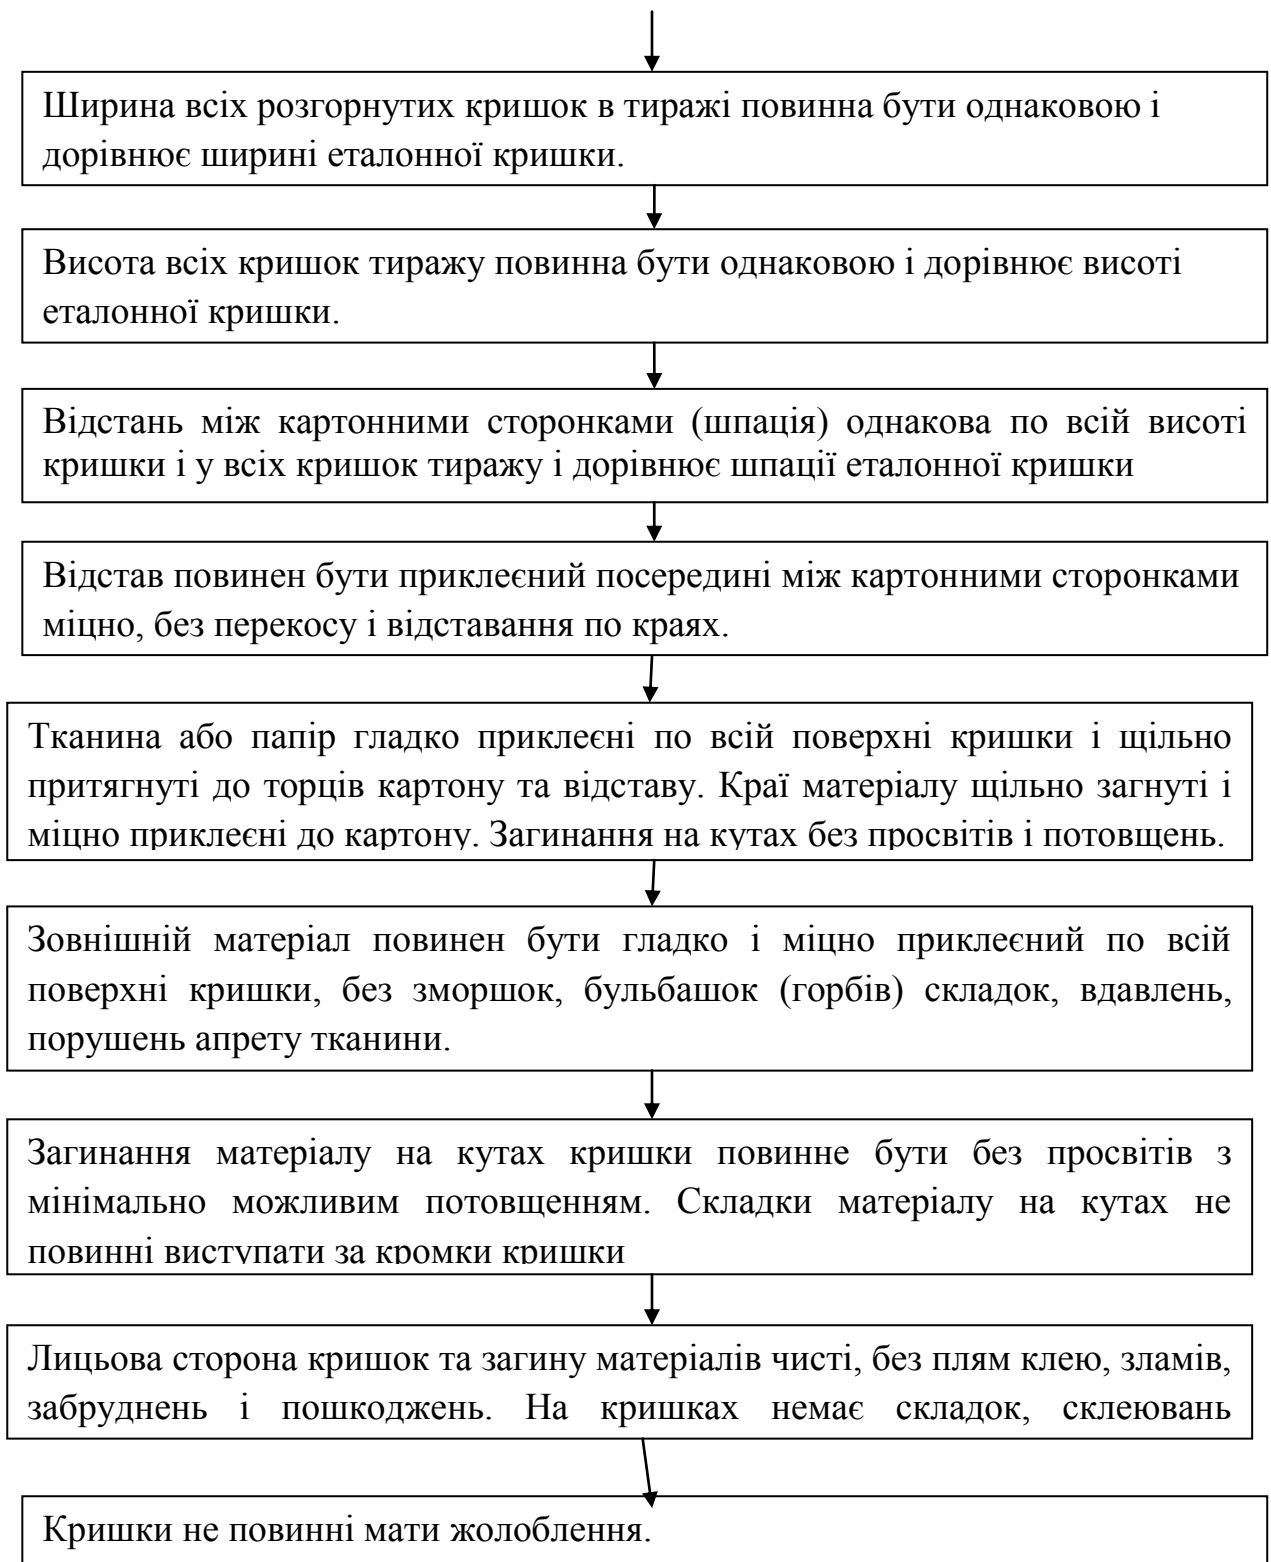 Ширина всіх розгорнутих кришок в тиражі повинна бути однаковою і
дорівнює ширині еталонної кришки.
Висота всіх кришок тиражу повинна бути однаковою і дорівнює висоті
еталонної кришки.
Відстань між картонними сторонками (шпація) однакова по всій висоті
кришки і у всіх кришок тиражу і дорівнює шпації еталонної кришки
Відстав повинен бути приклеєний посередині між картонними сторонками
міцно, без перекосу і відставання по краях.
Тканина або папір гладко приклеєні по всій поверхні кришки і щільно
притягнуті до торців картону та відставу. Краї матеріалу щільно загнуті і
міцно приклеєні до картону. Загинання на кутах без просвітів і потовщень.
Зовнішній матеріал повинен бути гладко і міцно приклеєний по всій
поверхні кришки, без зморшок, бульбашок (горбів) складок, вдавлень,
порушень апрету тканини.
Загинання матеріалу на кутах кришки повинне бути без просвітів з
мінімально можливим потовщенням. Складки матеріалу на кутах не
повинні виступати за кромки кришки
Лицьова сторона кришок та загину матеріалів чисті, без плям клею, зламів,
забруднень і пошкоджень. На кришках немає складок, склеювань
Кришки не повинні мати жолоблення.